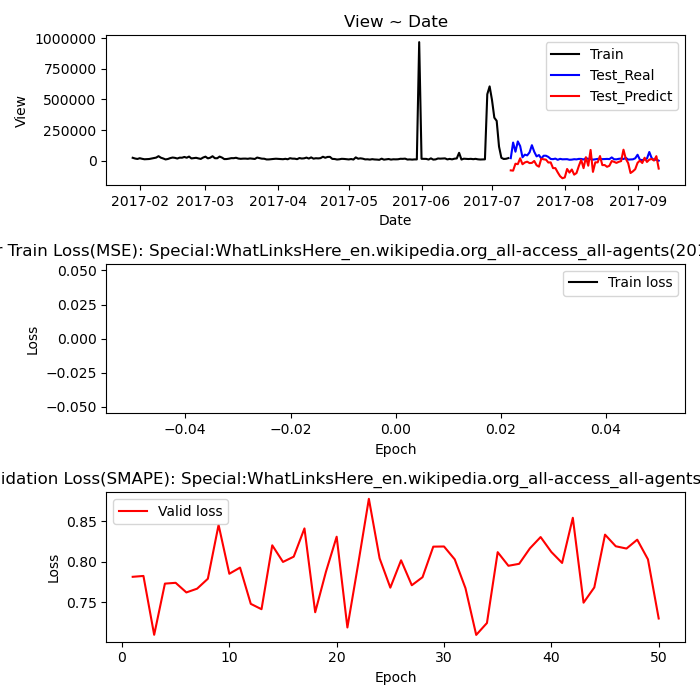 View ~ Date
1000000
750000
500000
250000
0
View
Train
Test_Real
Test_Predict
2017-02 2017-03 2017-04 2017-05 2017-06 2017-07 2017-08 2017-09
Date
r Train Loss(MSE): Special:WhatLinksHere_en.wikipedia.org_all-access_all-agents(201
0.050
0.025
0.000
−0.025
−0.050
Loss
Train loss
−0.04 −0.02 0.00 0.02 0.04
Epoch
idation Loss(SMAPE): Special:WhatLinksHere_en.wikipedia.org_all-access_all-agents
0.85
0.80
0.75
Loss
Valid loss
0 10 20 30 40 50
Epoch